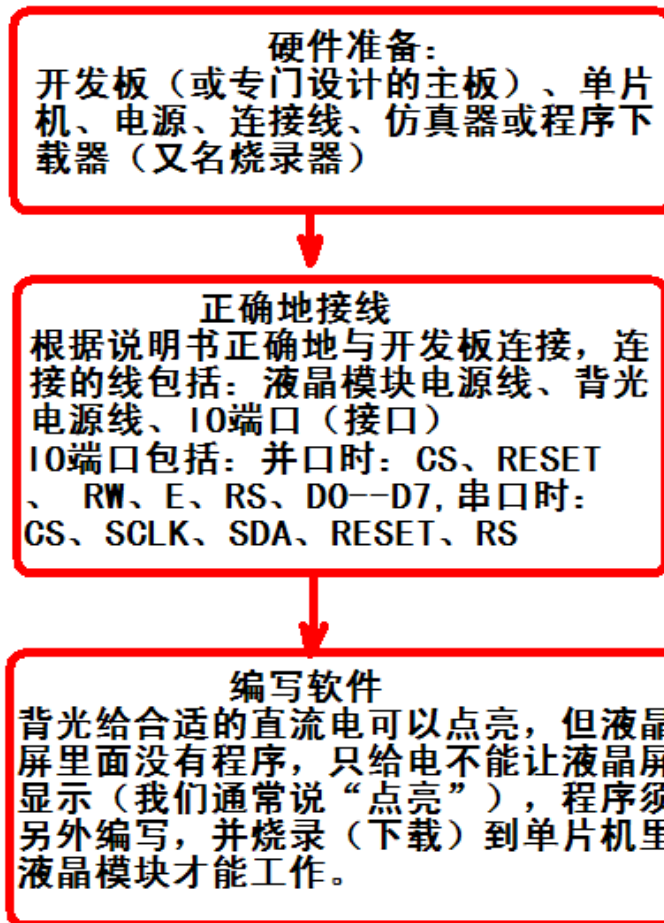 硬件准备：
开发板（或专门设计的主板）、单片
机、电源、连接线、仿真器或程序下
载器（又名烧录器）
正确地接线
根据说明书正确地与开发板连接，连
接的线包括：液晶模块电源线、背光
电源线、IO端口（接口）
IO端口包括：并口时：CS、RESET
、 RW、E、RS、D0--D7,串口时：
CS、SCLK、SDA、RESET、RS
编写软件
背光给合适的直流电可以点亮，但液晶
屏里面没有程序，只给电不能让液晶屏
显示（我们通常说“点亮”），程序须
另外编写，并烧录（下载）到单片机里
液晶模块才能工作。